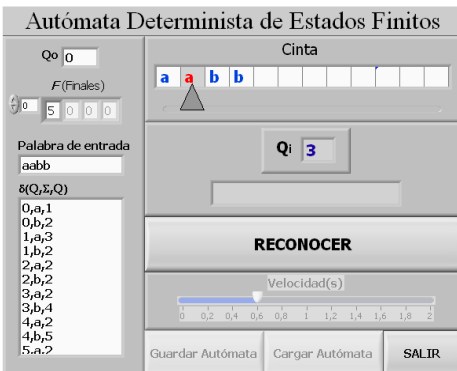 Autómata Determinista de Estados Finitos
Qo 0
F(Finales)
0 5 0 0 0
Palabra de entrada
aabb
δ(Q,Σ,Q)
0,a,1
0,b,2
1,a,3
1,b,2
2,a,2
2,b,2
3,a,2
3,b,4
4,a,2
4,b,5
5,a,2
Cinta
a a b b
Qi 3
RECONOCER
Velocidad(s)
0 0,2 0,4 0,6 0,8 1 1,2 1,4 1,6 1,8 2
Guardar Autómata Cargar Autómata SALIR